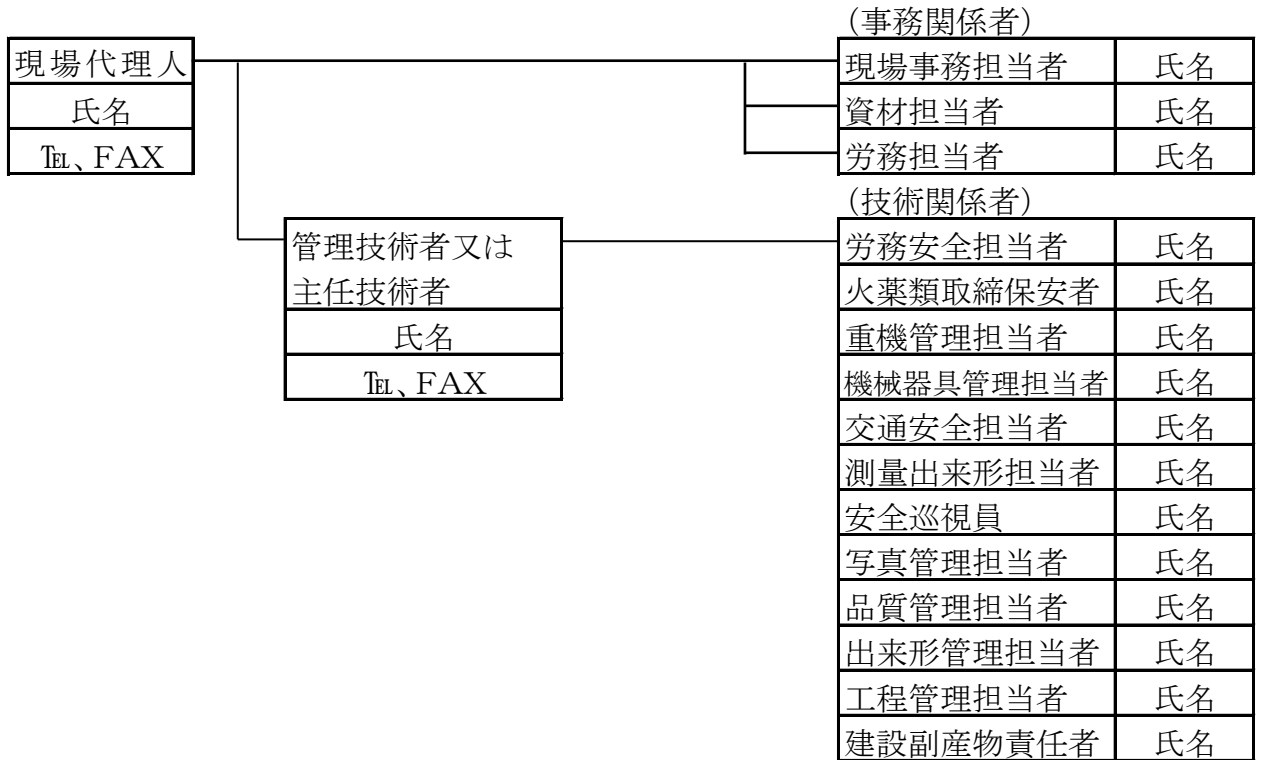 (事務関係者)
現場代理人
氏名
℡、FAX
現場事務担当者 氏名
資材担当者 氏名
労務担当者 氏名
(技術関係者)
管理技術者又は
主任技術者
氏名
℡、FAX
労務安全担当者 氏名
火薬類取締保安者 氏名
重機管理担当者 氏名
機械器具管理担当者 氏名
交通安全担当者 氏名
測量出来形担当者 氏名
安全巡視員 氏名
写真管理担当者 氏名
品質管理担当者 氏名
出来形管理担当者 氏名
工程管理担当者 氏名
建設副産物責任者 氏名